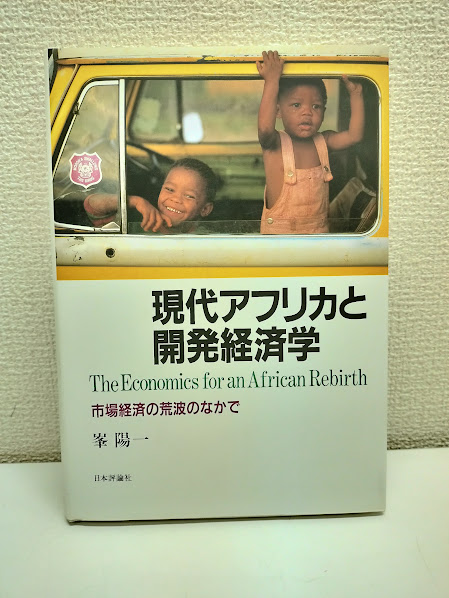 現代アフリカと
開発経済学
The Economics for an African Rebirth
市場経済の荒波のなかで
峯 陽一
日本評論社